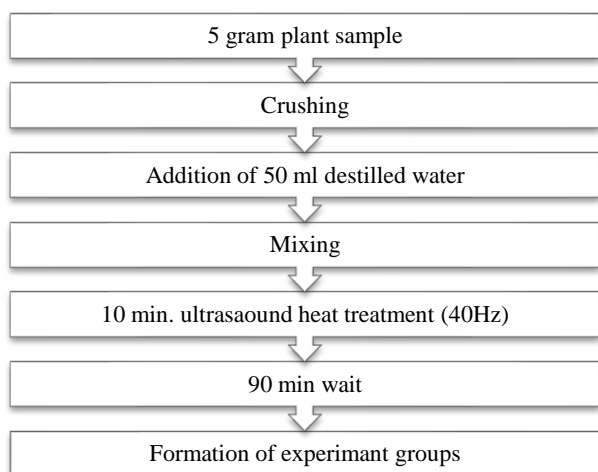 5 gram plant sample
Crushing
Addition of 50 ml destilled water
Mixing
10 min. ultrasaound heat treatment (40Hz)
90 min wait
Formation of experimant groups